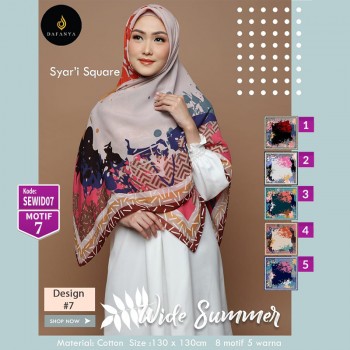 DAFANYA
Syar'i Square
1
2
3
4
5
Kode:
SEWID07
MOTIF
7
Design
#7
SHOP NOW
Wide Summer
Material: Cotton Size :130 x 130cm 8 motif 5 warna